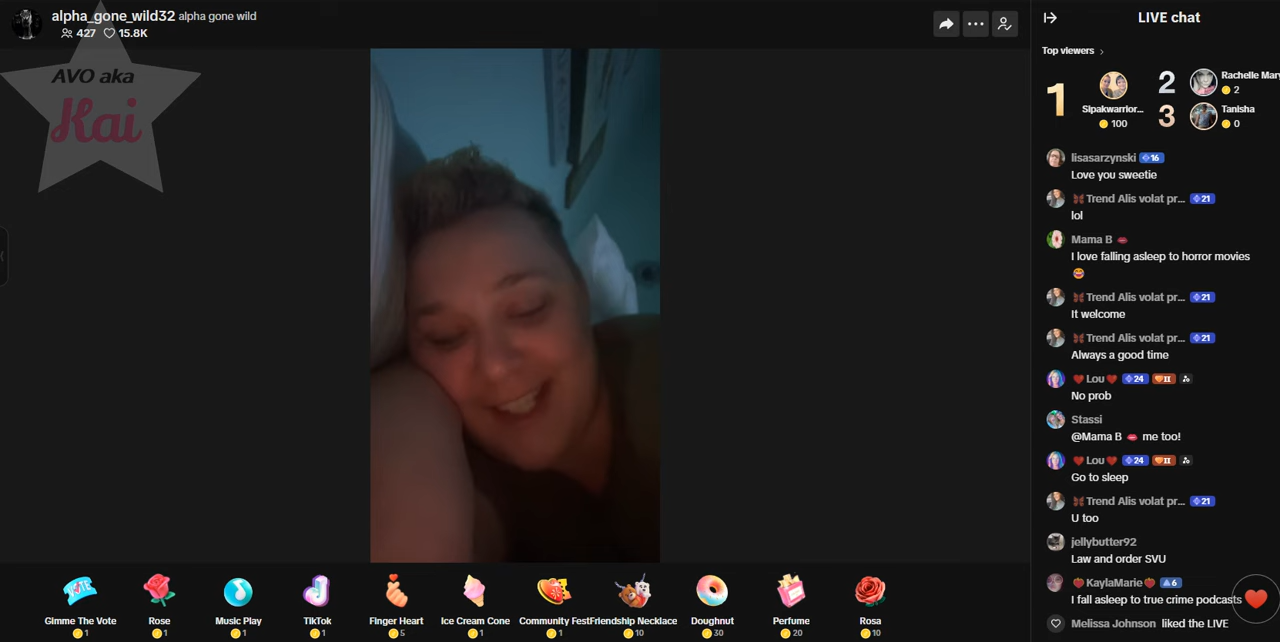 alpha_gone_wild32 alpha gone wild
427 15.8K
AVO aka
Kai
LIVE chat
Top viewers
1
Sipakwarrior...
100
2
Rachelle Mar
2
3
Tanisha
0
lisasarzynski 16
Love you sweetie
Trend Alis volat pr... 21
lol
Mama B
I love falling asleep to horror movies
Trend Alis volat pr... 21
It welcome
Trend Alis volat pr... 21
Always a good time
Lou 24 II
No prob
Stassi
@Mama B me too!
Lou 24 II
Go to sleep
Trend Alis volat pr... 21
U too
jellybutter92
Law and order SVU
KaylaMarie 6
I fall asleep to true crime podcasts
Melissa Johnson liked the LIVE
VOTE
Gimme The Vote Rose Music Play TikTok Finger Heart Ice Cream Cone Community Fest Friendship Necklace Doughnut Perfume Rosa
1 1 1 1 5 1 1 10 30 20 10